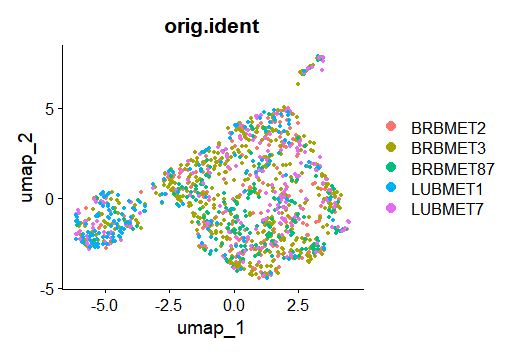 orig.ident
umap_2
5
0
-5
-5.0
-2.5
0.0
2.5
umap_1
BRBMET2
BRBMET3
BRBMET87
LUBMET1
LUBMET7